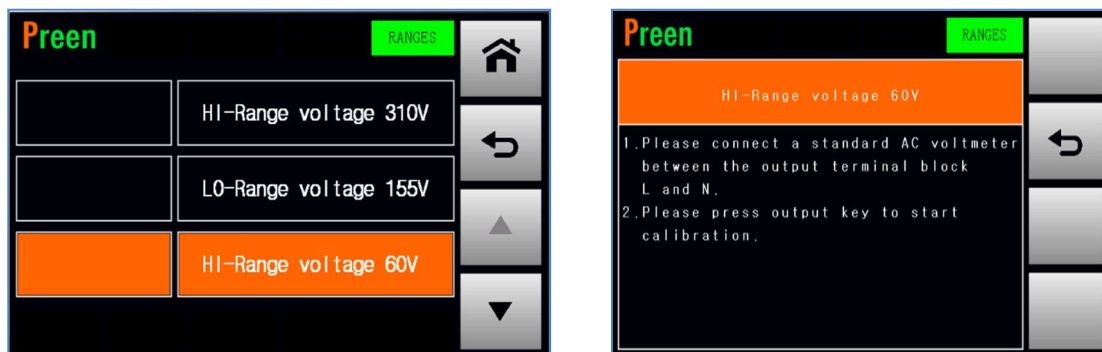 Preen
RANGES
HI-Range voltage 310V
LO-Range voltage 155V
HI-Range voltage 60V
Preen
RANGES
HI-Range voltage 60V
1.Please connect a standard AC voltmeter
between the output terminal block
L and N.
2.Please press output key to start
calibration.